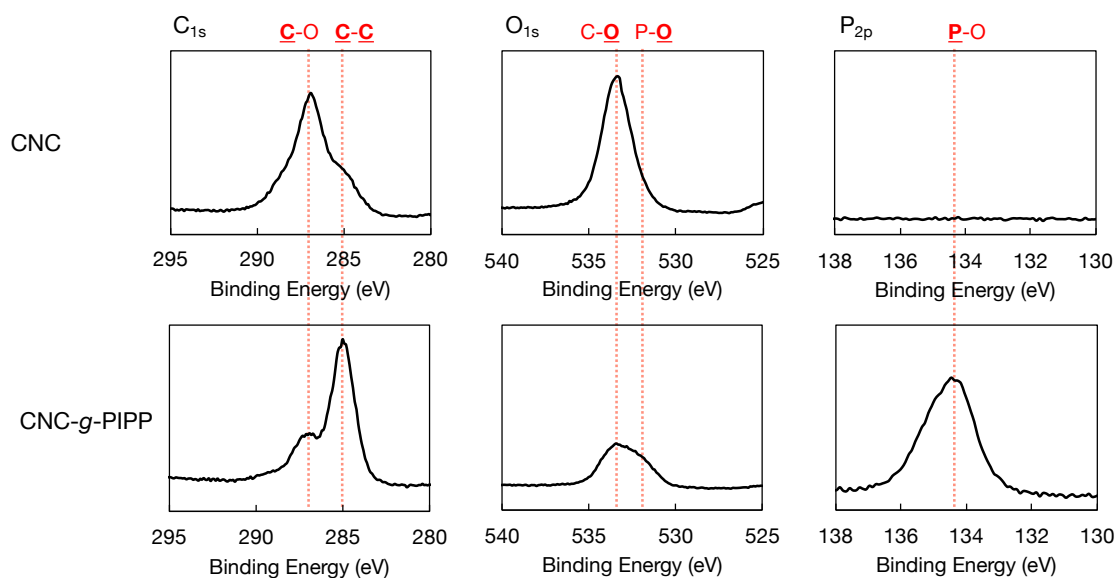 C1s
C-O C-C
O1s
C-O P-O
P2p
P-O
CNC
295 290 285 280
Binding Energy (eV)
540 535 530 525
Binding Energy (eV)
138 136 134 132 130
Binding Energy (eV)
CNC-g-PIPP
295 290 285 280
Binding Energy (eV)
540 535 530 525
Binding Energy (eV)
138 136 134 132 130
Binding Energy (eV)